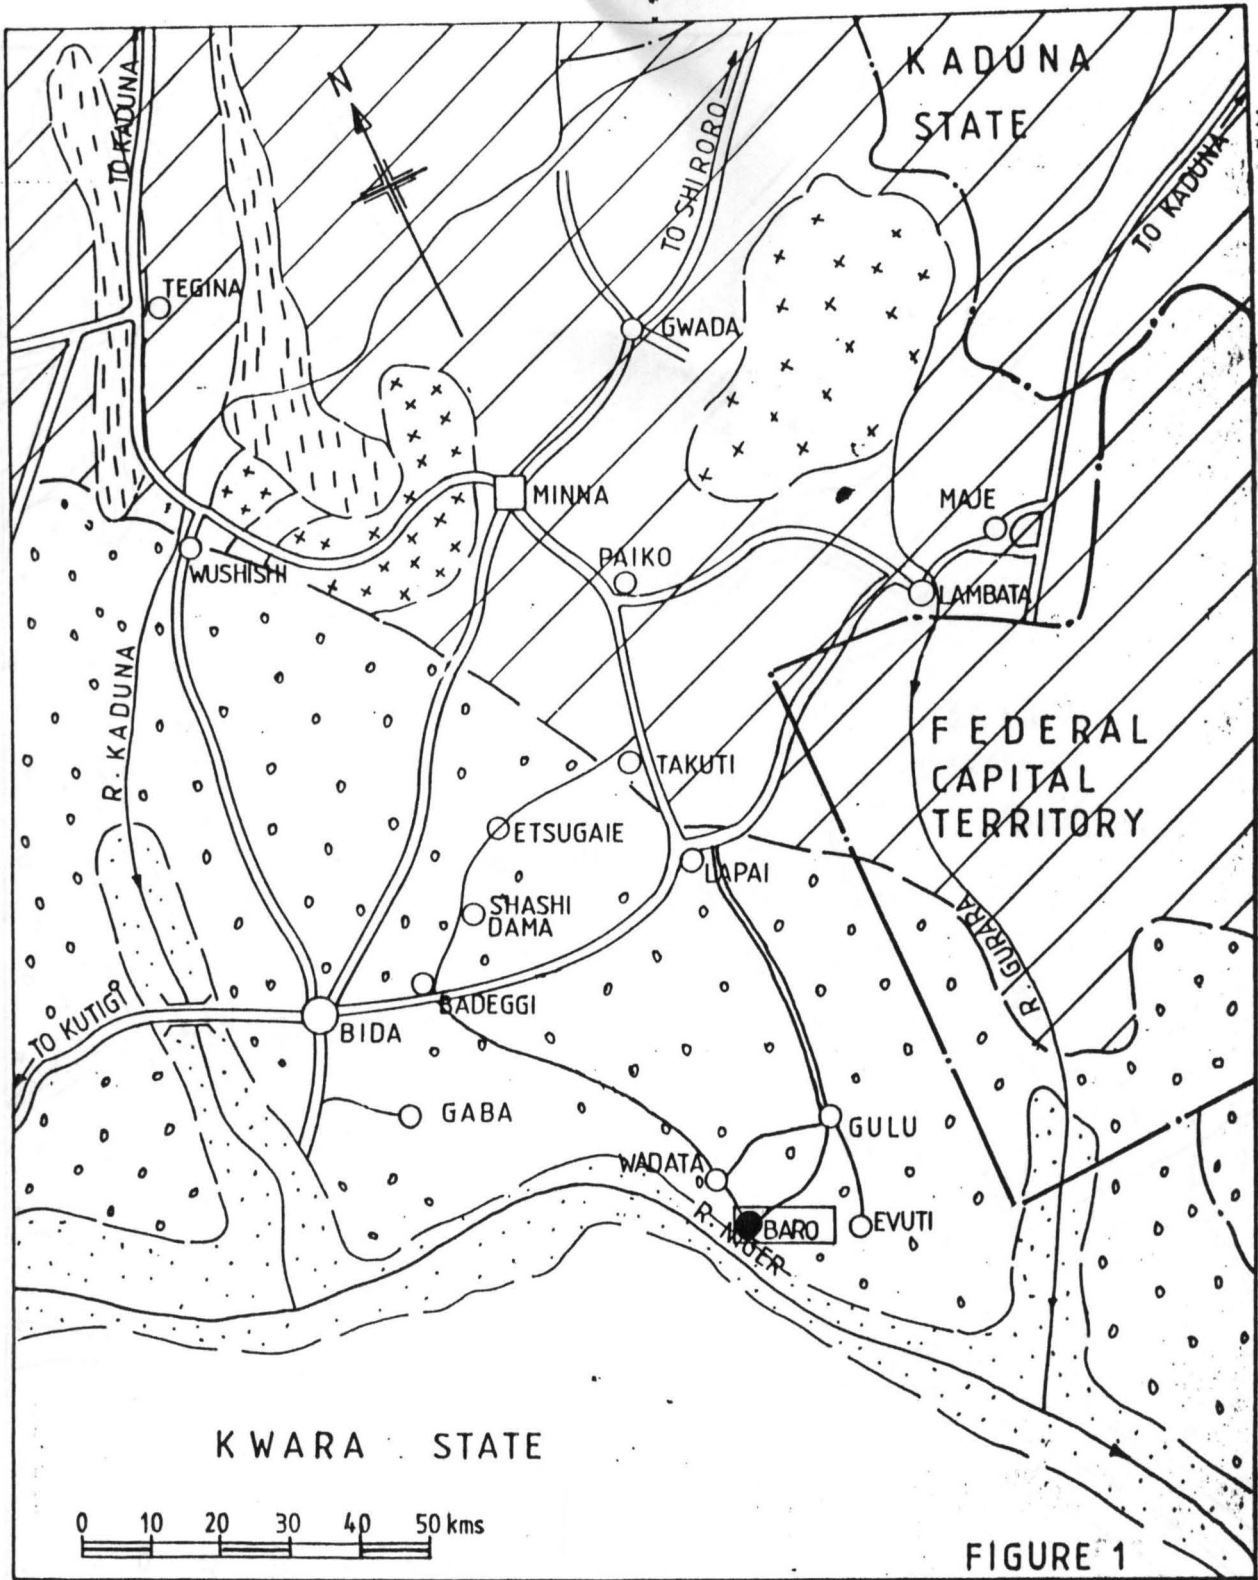 KADUNA
STATE
N
TO KADUNA
TO SHIRORO
TO KADUNA
TEGINA
GWADA
MINNA
MAJE
PAIKO
WUSHISHI
LAMBATA
R. KADUNA
FEDERAL
CAPITAL
TERRITORY
TAKUTI
ETSUGAIE
LAPAI
SHASHI
DAMA
R. GURARA
BADEGGI
TO KUTIGI
BIDA
GABA
GULU
WADATA
BARO
EVUTI
R. NIGER
KWARA STATE
0 10 20 30 40 50 kms
FIGURE 1